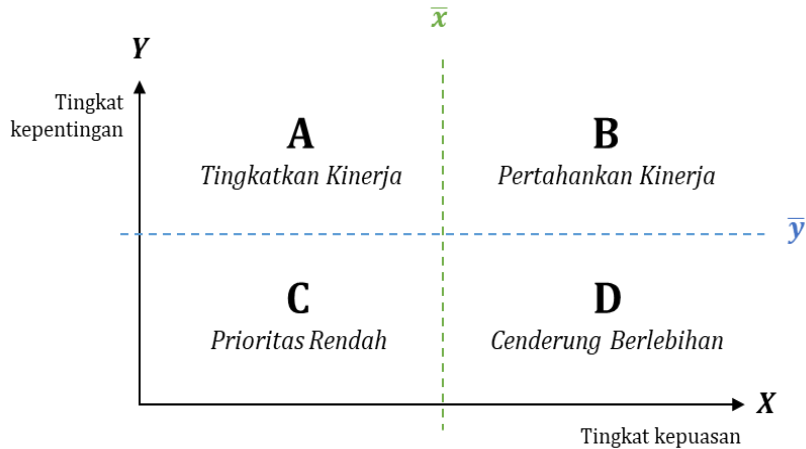 x̅
Y
Tingkat
kepentingan
A
B
Tingkatkan Kinerja
Pertahankan Kinerja
y̅
C
D
Prioritas Rendah
Cenderung Berlebihan
X
Tingkat kepuasan